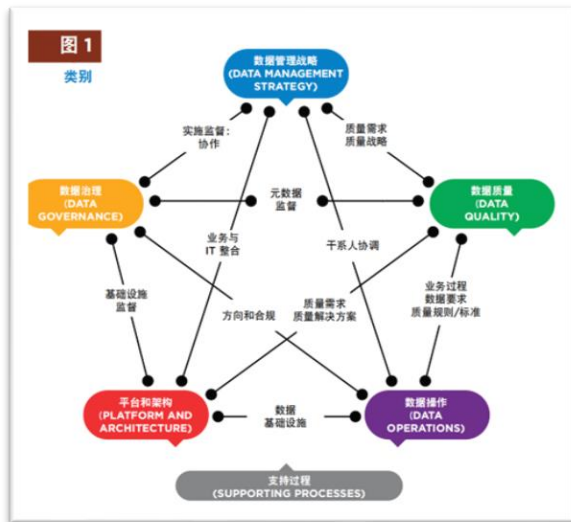 图 1
类别
数据管理战略
(DATA MANAGEMENT
STRATEGY)
实施监督:
协作
质量需求
质量战略
数据治理
(DATA
GOVERNANCE)
元数据
监督
数据质量
(DATA
QUALITY)
业务与
IT 整合
干系人协调
基础设施
监督
方向和合规
质量需求
质量解决方案
业务过程
数据要求
质量规则/标准
平台和架构
(PLATFORM AND
ARCHITECTURE)
数据
基础设施
数据操作
(DATA
OPERATIONS)
支持过程
(SUPPORTING PROCESSES)